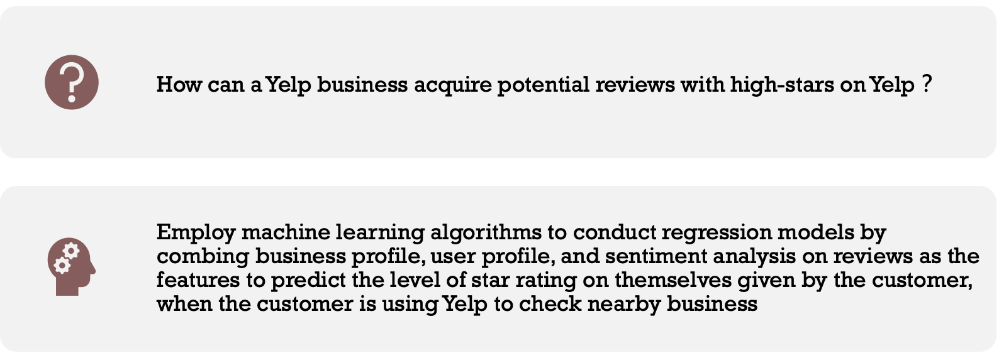 How can a Yelp business acquire potential reviews with high-stars on Yelp ?
Employ machine learning algorithms to conduct regression models by
combing business profile, user profile, and sentiment analysis on reviews as the
features to predict the level of star rating on themselves given by the customer,
when the customer is using Yelp to check nearby business